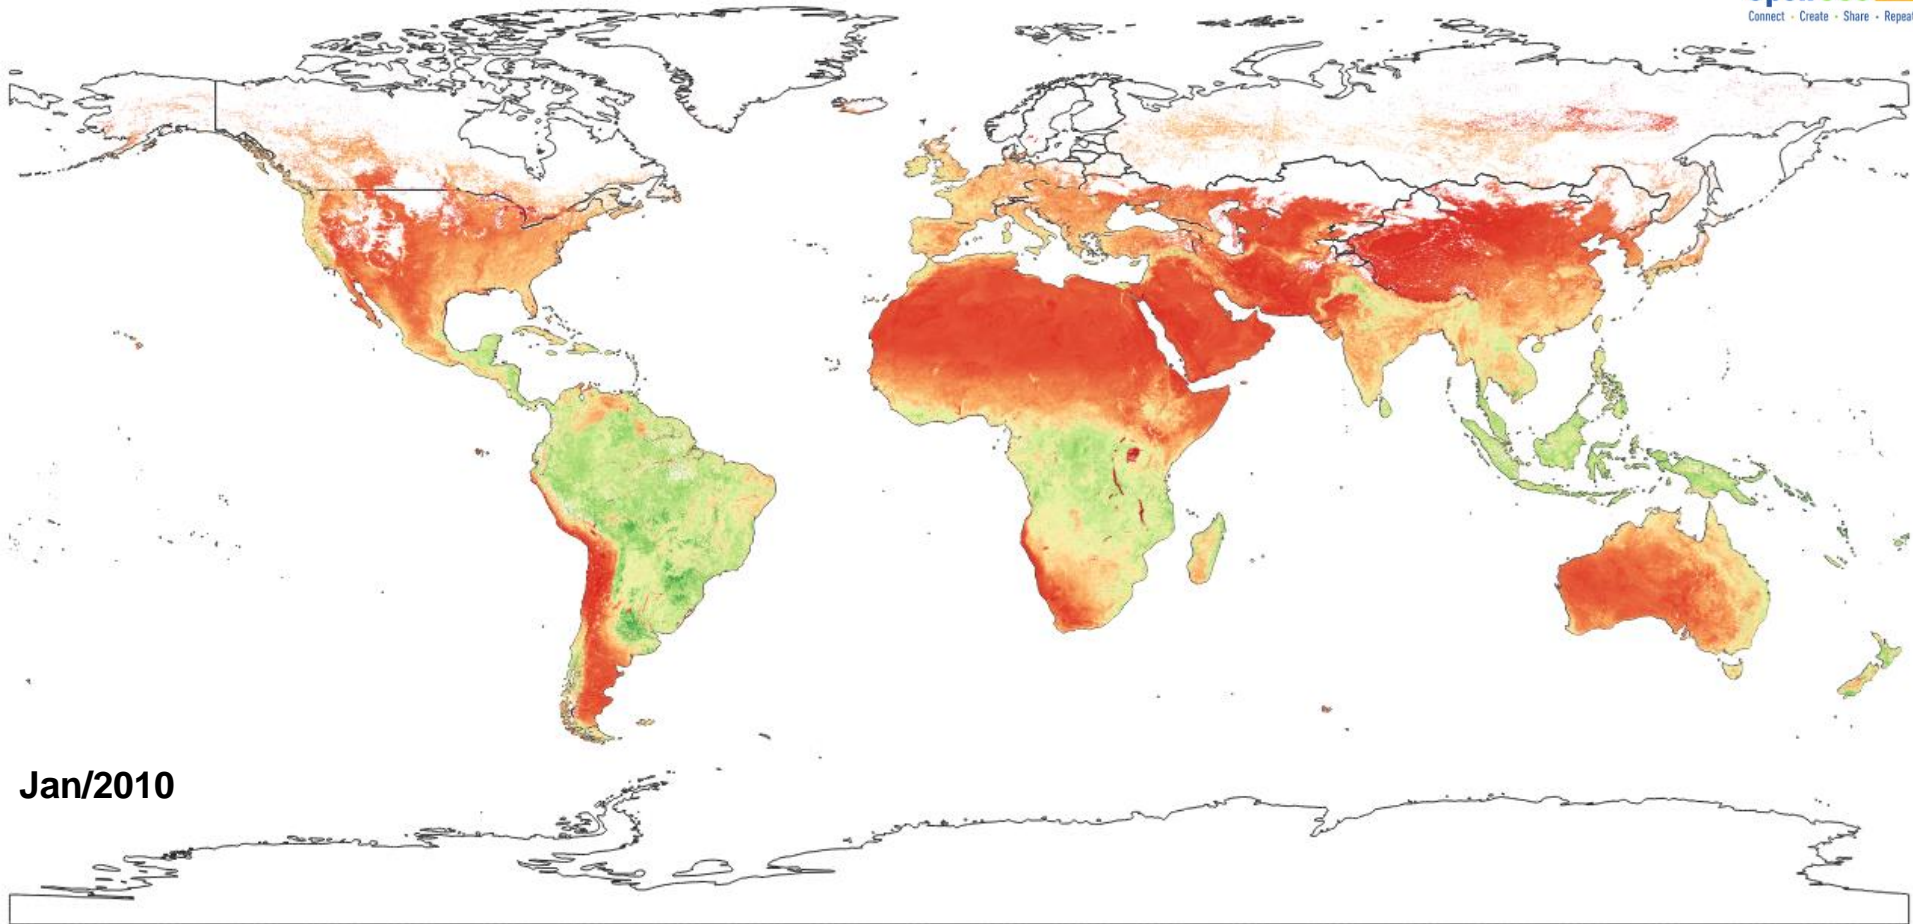 Connect • Create • Share • Repeat
Jan/2010